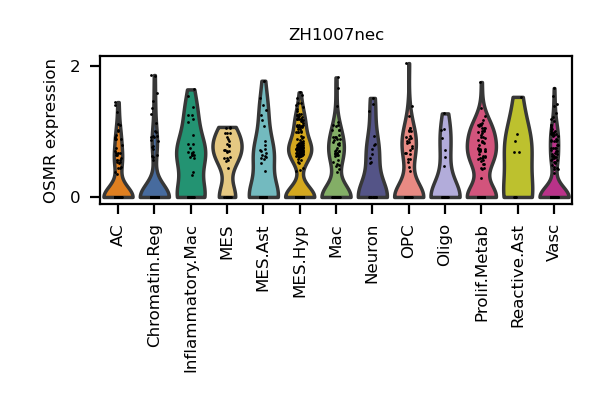 ZH1007nec
OSMR expression
2
0
AC
Chromatin.Reg
Inflammatory.Mac
MES
MES.Ast
MES.Hyp
Mac
Neuron
OPC
Oligo
Prolif.Metab
Reactive.Ast
Vasc